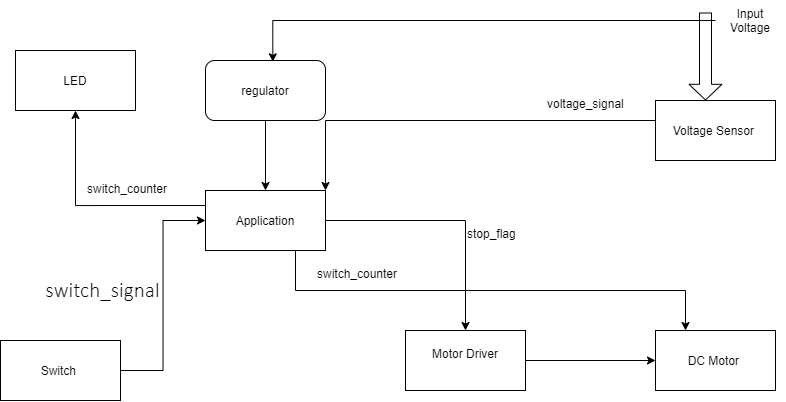 Input
Voltage
LED
regulator
voltage_signal
Voltage Sensor
switch_counter
Application
stop_flag
switch_counter
switch_signal
Motor Driver
DC Motor
Switch